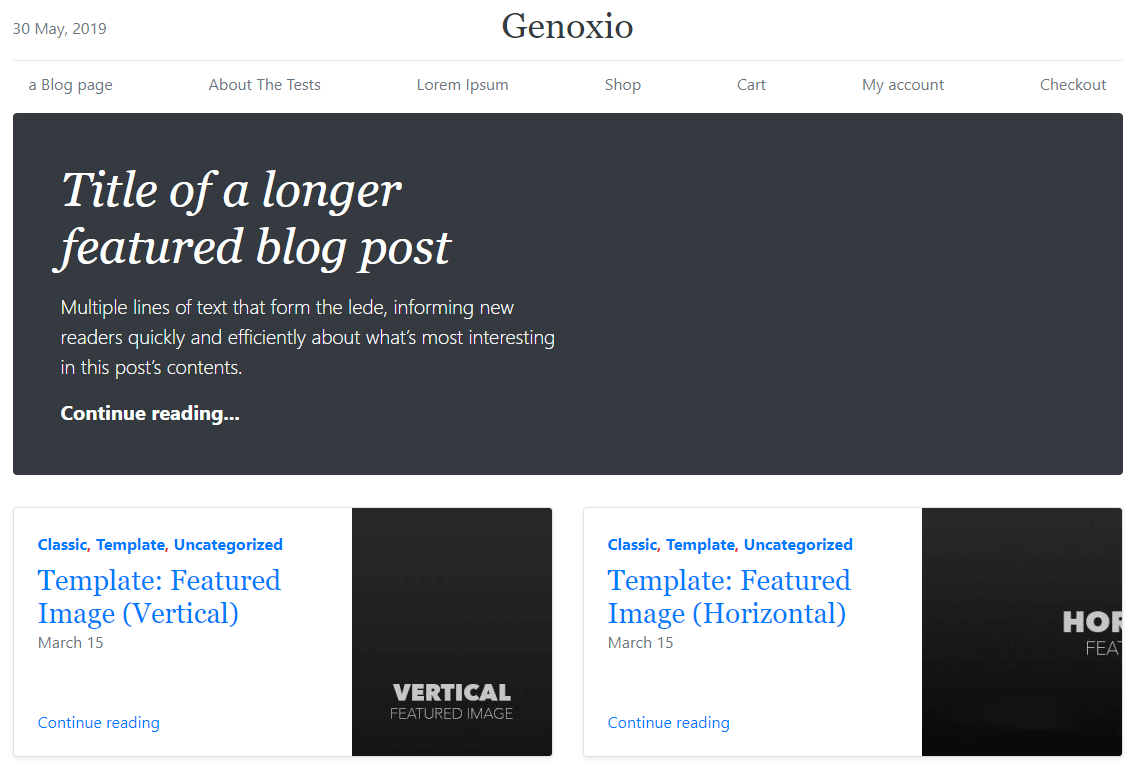 30 May, 2019
Genoxio
a Blog page About The Tests Lorem Ipsum Shop Cart My account Checkout
Title of a longer
featured blog post
Multiple lines of text that form the lede, informing new
readers quickly and efficiently about what’s most interesting
in this post’s contents.
Continue reading...
Classic, Template, Uncategorized
Template: Featured
Image (Vertical)
March 15
Continue reading
VERTICAL
FEATURED IMAGE
Classic, Template, Uncategorized
Template: Featured
Image (Horizontal)
March 15
Continue reading
HOR
FEAT